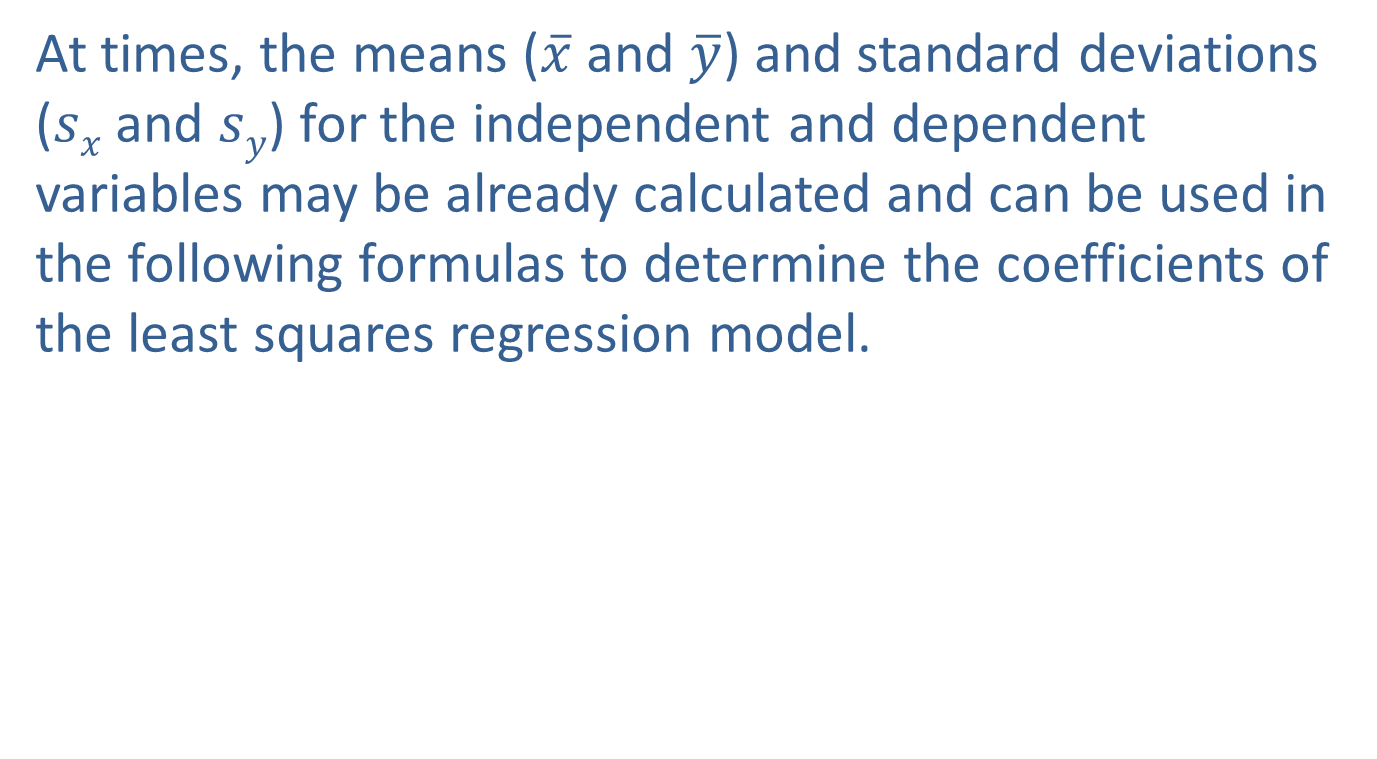 At times, the means (x̄ and ȳ) and standard deviations
(sₓ and s_y) for the independent and dependent
variables may be already calculated and can be used in
the following formulas to determine the coefficients of
the least squares regression model.